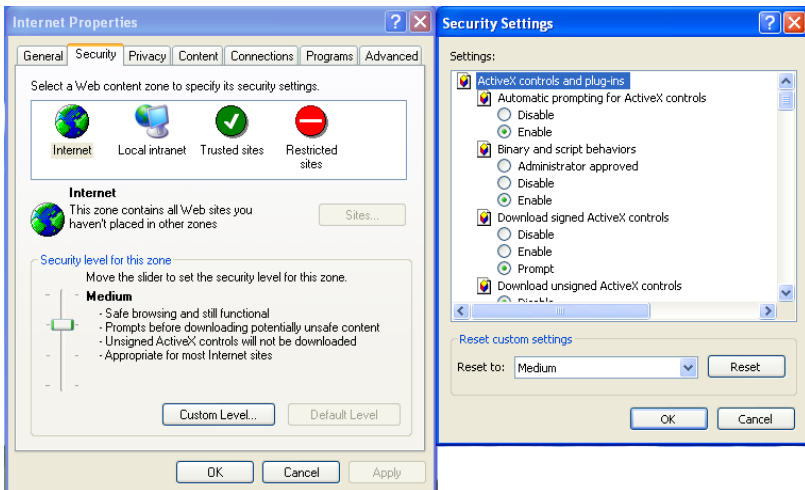 Internet Properties
General Security Privacy Content Connections Programs Advanced
Select a Web content zone to specify its security settings.
Internet Local intranet Trusted sites Restricted
sites
Internet
This zone contains all Web sites you
haven't placed in other zones
Sites...
Security level for this zone
Move the slider to set the security level for this zone.
Medium
- Safe browsing and still functional
- Prompts before downloading potentially unsafe content
- Unsigned ActiveX controls will not be downloaded
- Appropriate for most Internet sites
Custom Level... Default Level
OK Cancel Apply
Security Settings
Settings:
ActiveX controls and plug-ins
Automatic prompting for ActiveX controls
Disable
Enable
Binary and script behaviors
Administrator approved
Disable
Enable
Download signed ActiveX controls
Disable
Enable
Prompt
Download unsigned ActiveX controls
Disable
Reset custom settings
Reset to: Medium Reset
OK Cancel